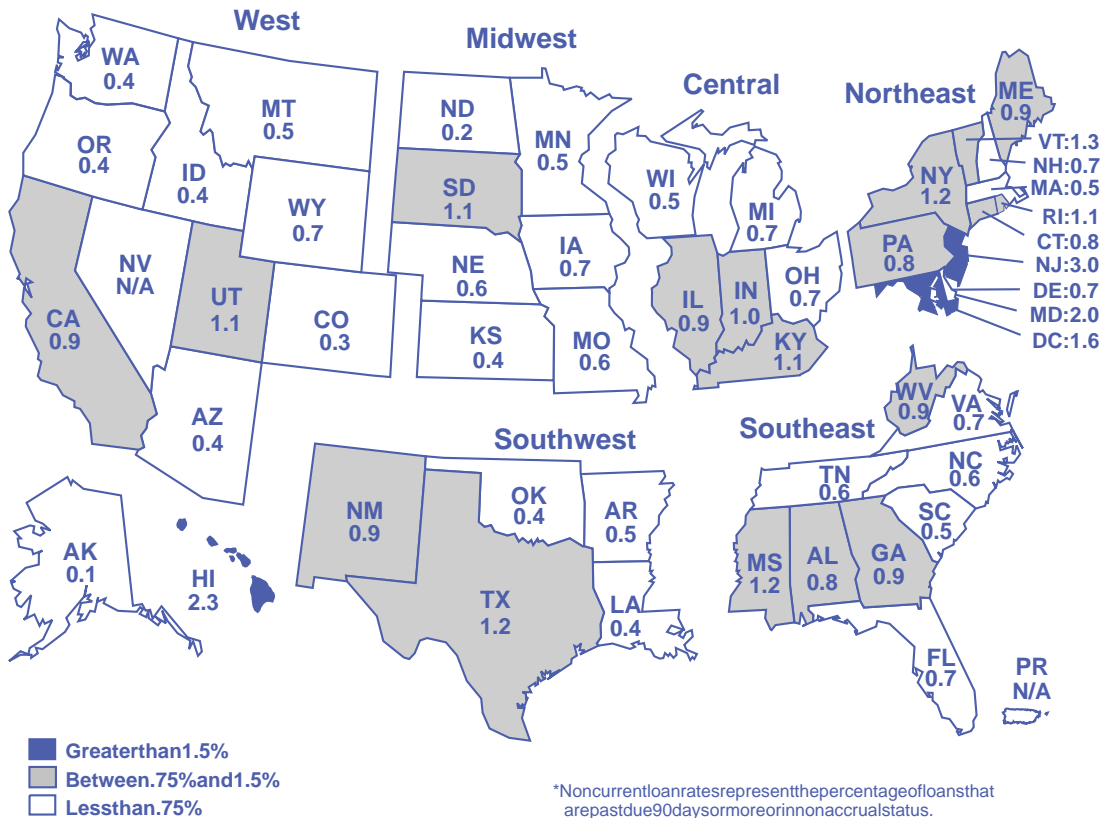 West
Midwest
Central
Northeast
WA
0.4
MT
0.5
OR
0.4
ID
0.4
WY
0.7
NV
N/A
UT
1.1
CA
0.9
CO
0.3
AZ
0.4
AK
0.1
HI
2.3
ND
0.2
MN
0.5
SD
1.1
NE
0.6
IA
0.7
KS
0.4
MO
0.6
WI
0.5
MI
0.7
IL
0.9
IN
1.0
OH
0.7
KY
1.1
ME
0.9
NY
1.2
PA
0.8
VT:1.3
NH:0.7
MA:0.5
RI:1.1
CT:0.8
NJ:3.0
DE:0.7
MD:2.0
DC:1.6
Southwest
NM
0.9
OK
0.4
AR
0.5
TX
1.2
LA
0.4
Southeast
WV
0.9
VA
0.7
TN
0.6
NC
0.6
SC
0.5
MS
1.2
AL
0.8
GA
0.9
FL
0.7
PR
N/A
Greaterthan1.5%
Between.75%and1.5%
Lessthan.75%
*Noncurrentloanratesrepresentthepercentageofloansthat
arepastdue90daysormoreorinnonaccrualstatus.